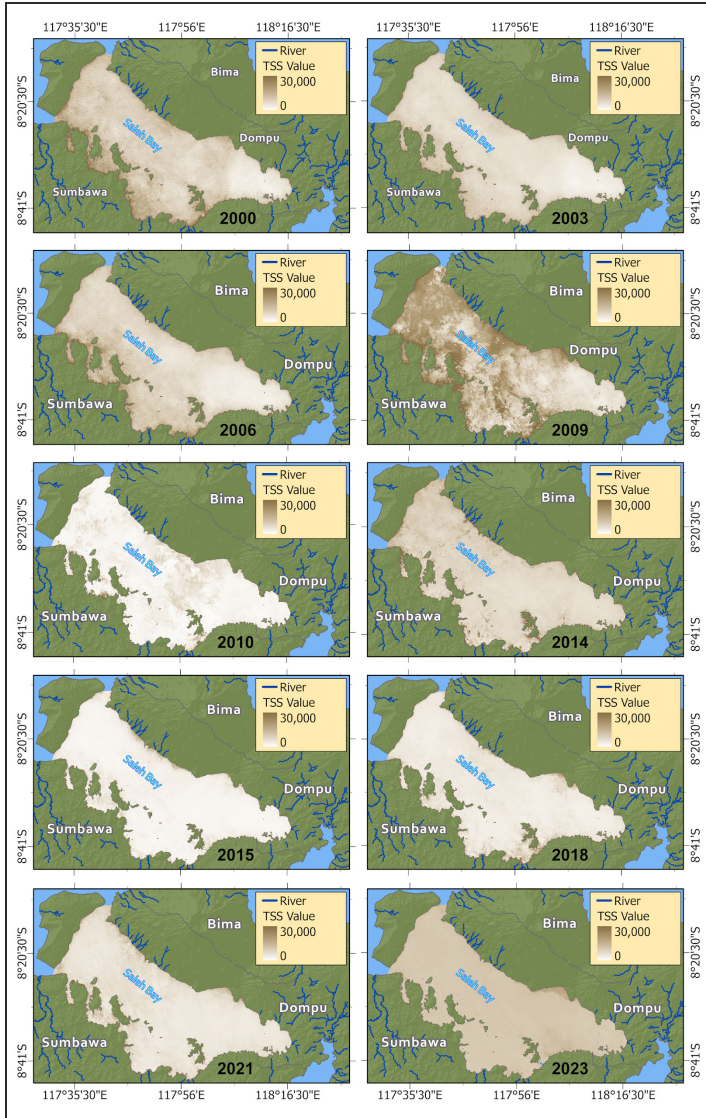 117°35'30"E 117°56'E 118°16'30"E 117°35'30"E 117°56'E 118°16'30"E
8°20'30"S
8°41'S
River
TSS Value
30,000
0
Bima
Dompu
Saleh Bay
Sumbawa
2000
River
TSS Value
30,000
0
Bima
Dompu
Saleh Bay
Sumbawa
2003
8°20'30"S
8°41'S
8°20'30"S
8°41'S
River
TSS Value
30,000
0
Bima
Dompu
Saleh Bay
Sumbawa
2006
River
TSS Value
30,000
0
Bima
Dompu
Saleh Bay
Sumbawa
2009
8°20'30"S
8°41'S
8°20'30"S
8°41'S
River
TSS Value
30,000
0
Bima
Dompu
Saleh Bay
Sumbawa
2010
River
TSS Value
30,000
0
Bima
Dompu
Saleh Bay
Sumbawa
2014
8°20'30"S
8°41'S
8°20'30"S
8°41'S
River
TSS Value
30,000
0
Bima
Dompu
Saleh Bay
Sumbawa
2015
River
TSS Value
30,000
0
Bima
Dompu
Saleh Bay
Sumbawa
2018
8°20'30"S
8°41'S
8°20'30"S
8°41'S
River
TSS Value
30,000
0
Bima
Dompu
Saleh Bay
Sumbawa
2021
River
TSS Value
30,000
0
Bima
Dompu
Saleh Bay
Sumbawa
2023
8°20'30"S
8°41'S
117°35'30"E 117°56'E 118°16'30"E 117°35'30"E 117°56'E 118°16'30"E